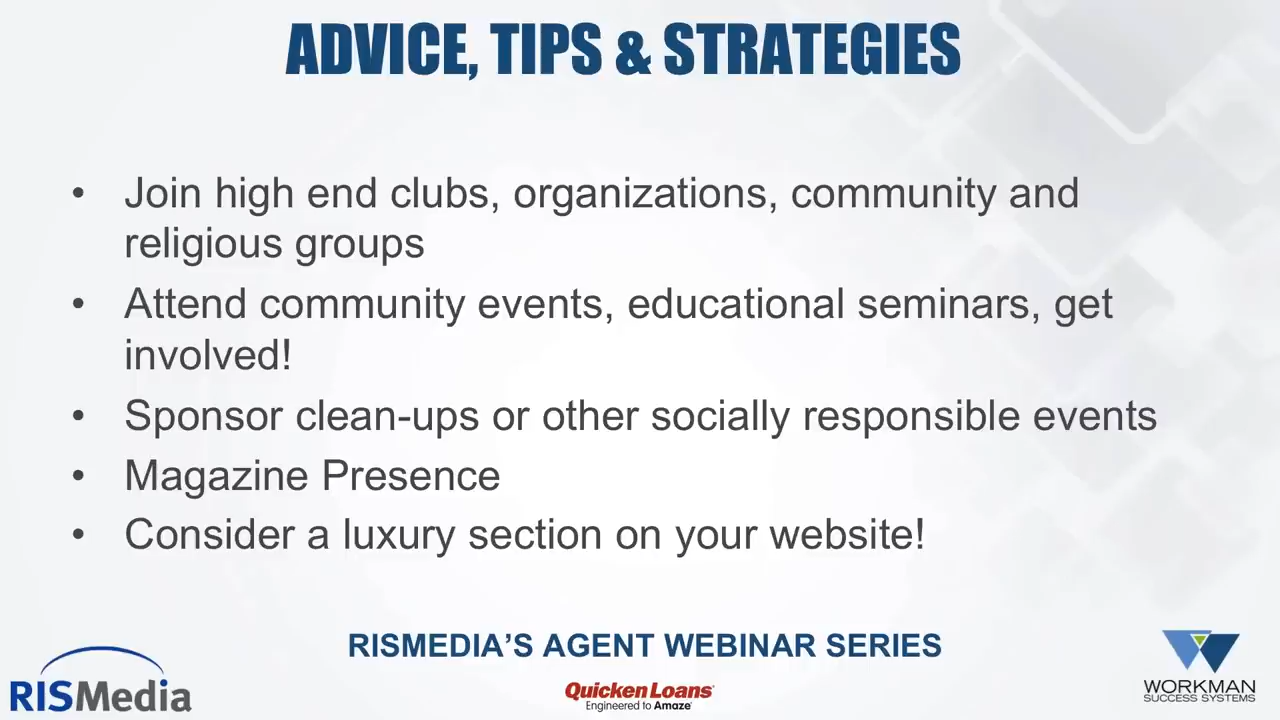 ADVICE, TIPS & STRATEGIES
• Join high end clubs, organizations, community and
religious groups
• Attend community events, educational seminars, get
involved!
• Sponsor clean-ups or other socially responsible events
• Magazine Presence
• Consider a luxury section on your website!
RISMEDIA’S AGENT WEBINAR SERIES
RISMedia
Quicken Loans
Engineered to Amaze
WORKMAN
SUCCESS SYSTEMS